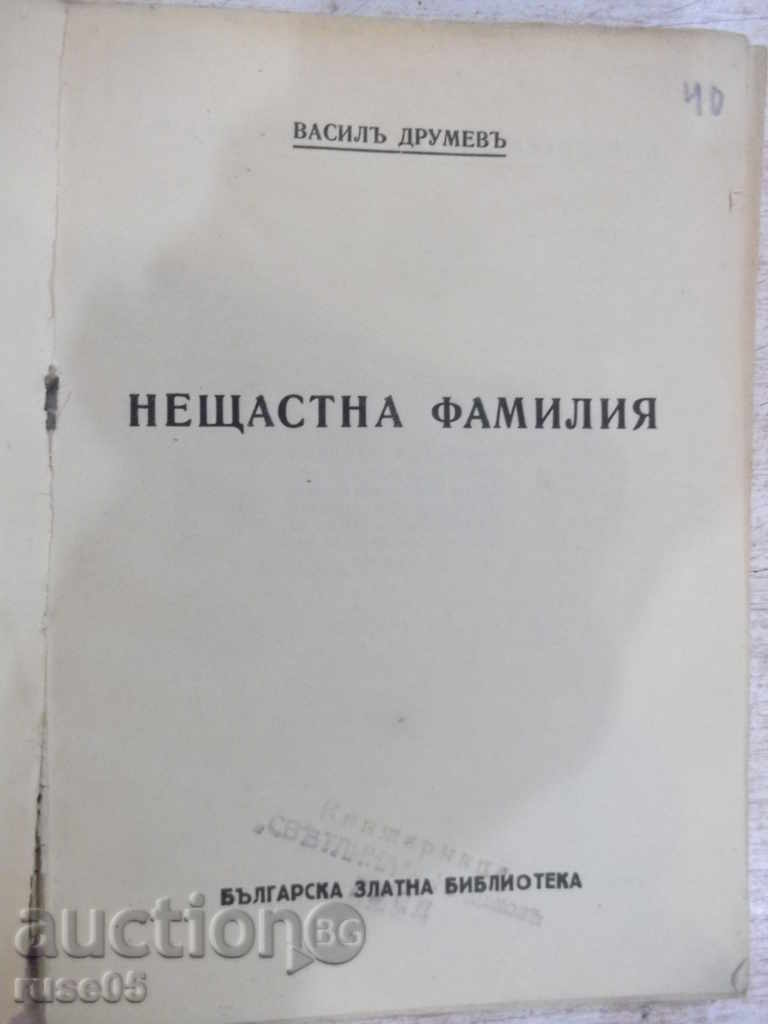 40
ВАСИЛЪ ДРУМЕВЪ
НЕЩАСТНА ФАМИЛИЯ
БЪЛГАРСКА ЗЛАТНА БИБЛИОТЕКА
auction BG
ruse05